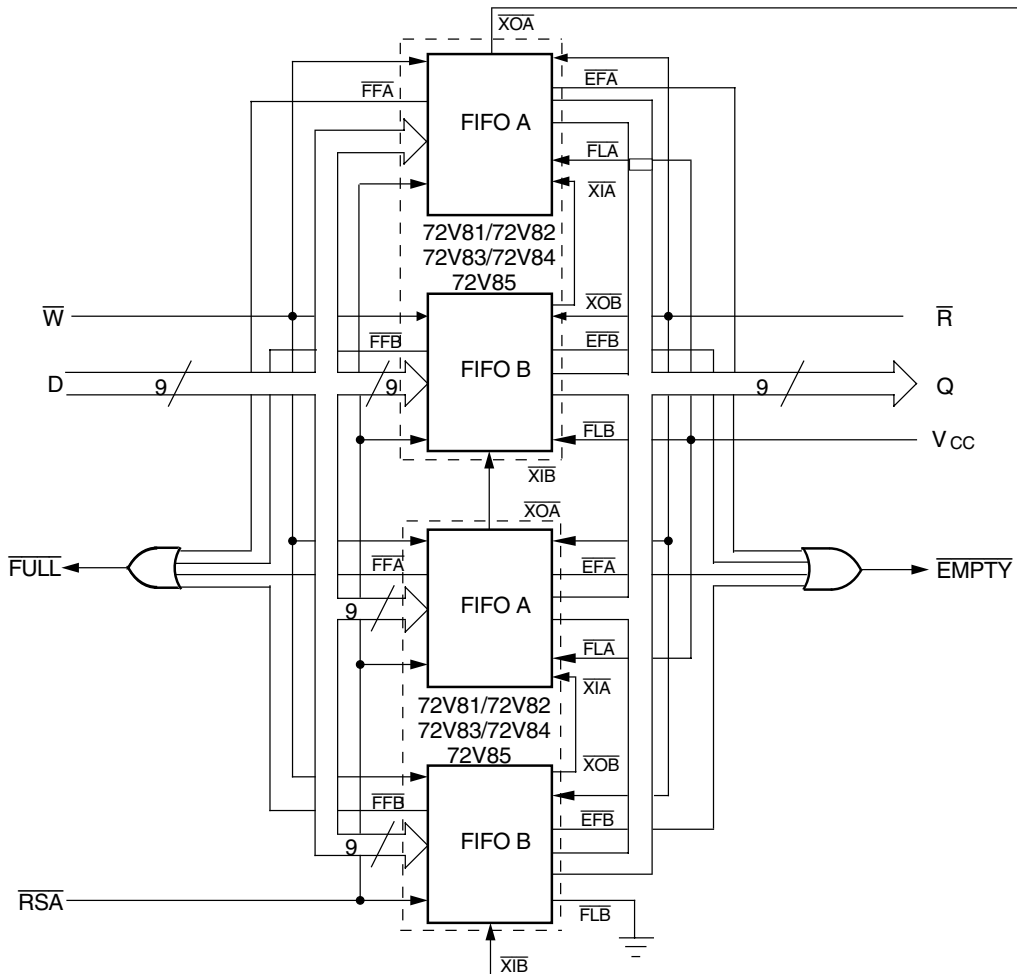 XOA
FFA
EFA
FIFO A
FLA
XIA
72V81/72V82
72V83/72V84
72V85
W
XOB
R
FFB
EFB
D
9
9
FIFO B
9
Q
FLB
VCC
XIB
XOA
FULL
FFA
EFA
EMPTY
9
FIFO A
FLA
XIA
72V81/72V82
72V83/72V84
72V85
XOB
FFB
EFB
9
FIFO B
RSA
FLB
XIB